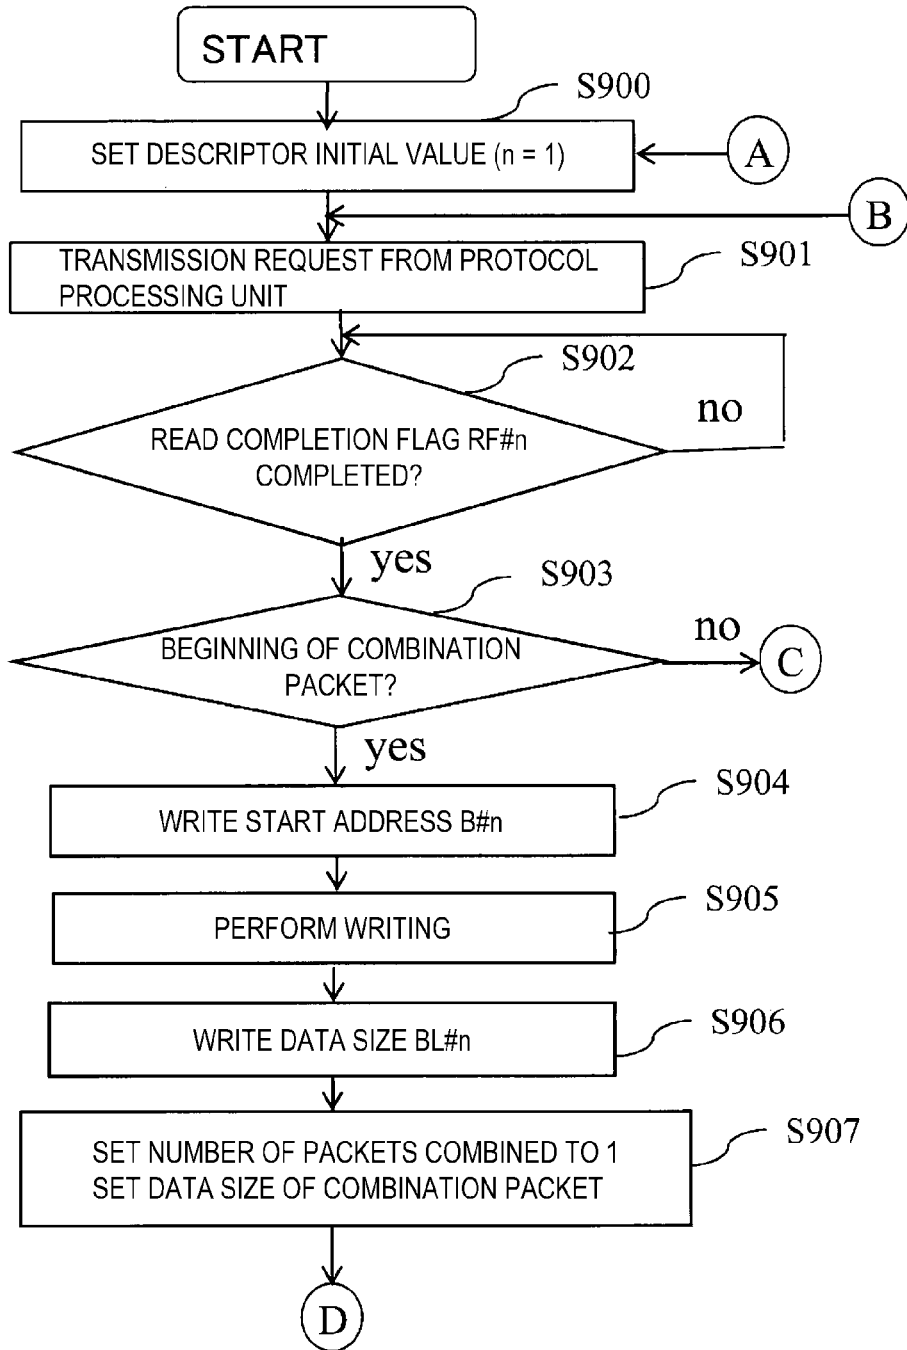 START
S900
SET DESCRIPTOR INITIAL VALUE (n = 1)
A
B
S901
TRANSMISSION REQUEST FROM PROTOCOL
PROCESSING UNIT
S902
READ COMPLETION FLAG RF#n
COMPLETED?
no
yes
S903
BEGINNING OF COMBINATION
PACKET?
no
C
yes
S904
WRITE START ADDRESS B#n
S905
PERFORM WRITING
S906
WRITE DATA SIZE BL#n
S907
SET NUMBER OF PACKETS COMBINED TO 1
SET DATA SIZE OF COMBINATION PACKET
D